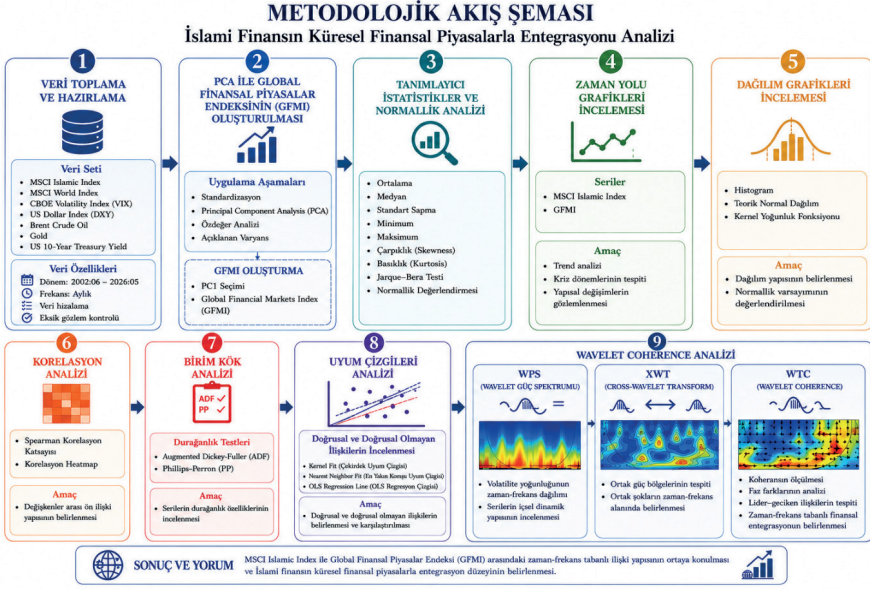 METODOLOJİK AKIŞ ŞEMASI
İslami Finansın Küresel Finansal Piyasalarla Entegrasyonu Analizi
1
VERİ TOPLAMA
VE HAZIRLAMA
Veri Seti
• MSCI Islamic Index
• MSCI World Index
• CBOE Volatility Index (VIX)
• US Dollar Index (DXY)
• Brent Crude Oil
• Gold
• US 10-Year Treasury Yield
Veri Özellikleri
Dönem: 2002:06 – 2026:05
Frekans: Aylık
Veri hizalama
Eksik gözlem kontrolü
2
PCA İLE GLOBAL
FİNANSAL PİYASALAR
ENDEKSİNİN (GFMI)
OLUŞTURULMASI
Uygulama Aşamaları
• Standardizasyon
• Principal Component Analysis (PCA)
• Özdeğer Analizi
• Açıklanan Varyans
GFMI OLUŞTURMA
• PC1 Seçimi
• Global Financial Markets Index
(GFMI)
3
TANIMLAYICI
İSTATİSTİKLER VE
NORMALLİK ANALİZİ
• Ortalama
• Medyan
• Standart Sapma
• Minimum
• Maksimum
• Çarpıklık (Skewness)
• Basıklık (Kurtosis)
• Jarque–Bera Testi
• Normallik Değerlendirmesi
4
ZAMAN YOLU
GRAFİKLERİ
İNCELEMESİ
Seriler
• MSCI Islamic Index
• GFMI
Amaç
• Trend analizi
• Kriz dönemlerinin tespiti
• Yapısal değişimlerin
gözlemlenmesi
5
DAĞILIM GRAFİKLERİ
İNCELEMESİ
• Histogram
• Teorik Normal Dağılım
• Kernel Yoğunluk Fonksiyonu
Amaç
• Dağılım yapısının belirlenmesi
• Normallik varsayımının
değerlendirilmesi
6
KORELASYON
ANALİZİ
• Spearman Korelasyon
Katsayısı
• Korelasyon Heatmap
Amaç
• Değişkenler arası ön ilişki
yapısının belirlenmesi
7
BİRİM KÖK
ANALİZİ
ADF ✓
PP ✓
Durağanlık Testleri
• Augmented Dickey-Fuller (ADF)
• Phillips–Perron (PP)
Amaç
• Serilerin durağanlık özelliklerinin
incelenmesi
8
UYUM ÇİZGİLERİ
ANALİZİ
Doğrusal ve Doğrusal Olmayan
İlişkilerin İncelenmesi
• Kernel Fit (Çekirdek Uyum Çizgisi)
• Nearest Neighbor Fit (En Yakın Komşu Uyum Çizgisi)
• OLS Regression Line (OLS Regresyon Çizgisi)
Amaç
• Doğrusal ve doğrusal olmayan ilişkilerin
belirlenmesi ve karşılaştırılması
9
WAVELET COHERENCE ANALİZİ
WPS
(WAVELET GÜÇ SPEKTRUMU)
• Volatilite yoğunluğunun
zaman-frekans dağılımı
• Serilerin içsel dinamik
yapısının incelenmesi
XWT
(CROSS-WAVELET TRANSFORM)
• Ortak güç bölgelerinin tespiti
• Ortak şokların zaman-frekans
alanında belirlenmesi
WTC
(WAVELET COHERENCE)
• Koheransın ölçülmesi
• Faz farklarının analizi
• Lider–geciken ilişkilerin tespiti
• Zaman-frekans tabanlı finansal
entegrasyonun belirlenmesi
SONUÇ VE YORUM
MSCI Islamic Index ile Global Finansal Piyasalar Endeksi (GFMI) arasındaki zaman-frekans tabanlı ilişki yapısının ortaya konulması
ve İslami finansın küresel finansal piyasalarla entegrasyon düzeyinin belirlenmesi.